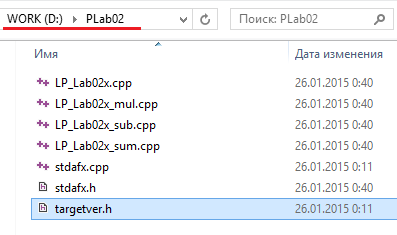 WORK (D:) PLab02 Поиск: PLab02
Имя Дата изменения
LP_Lab02x.cpp 26.01.2015 0:40
LP_Lab02x_mul.cpp 26.01.2015 0:40
LP_Lab02x_sub.cpp 26.01.2015 0:40
LP_Lab02x_sum.cpp 26.01.2015 0:40
stdafx.cpp 26.01.2015 0:11
stdafx.h 26.01.2015 0:40
targetver.h 26.01.2015 0:11